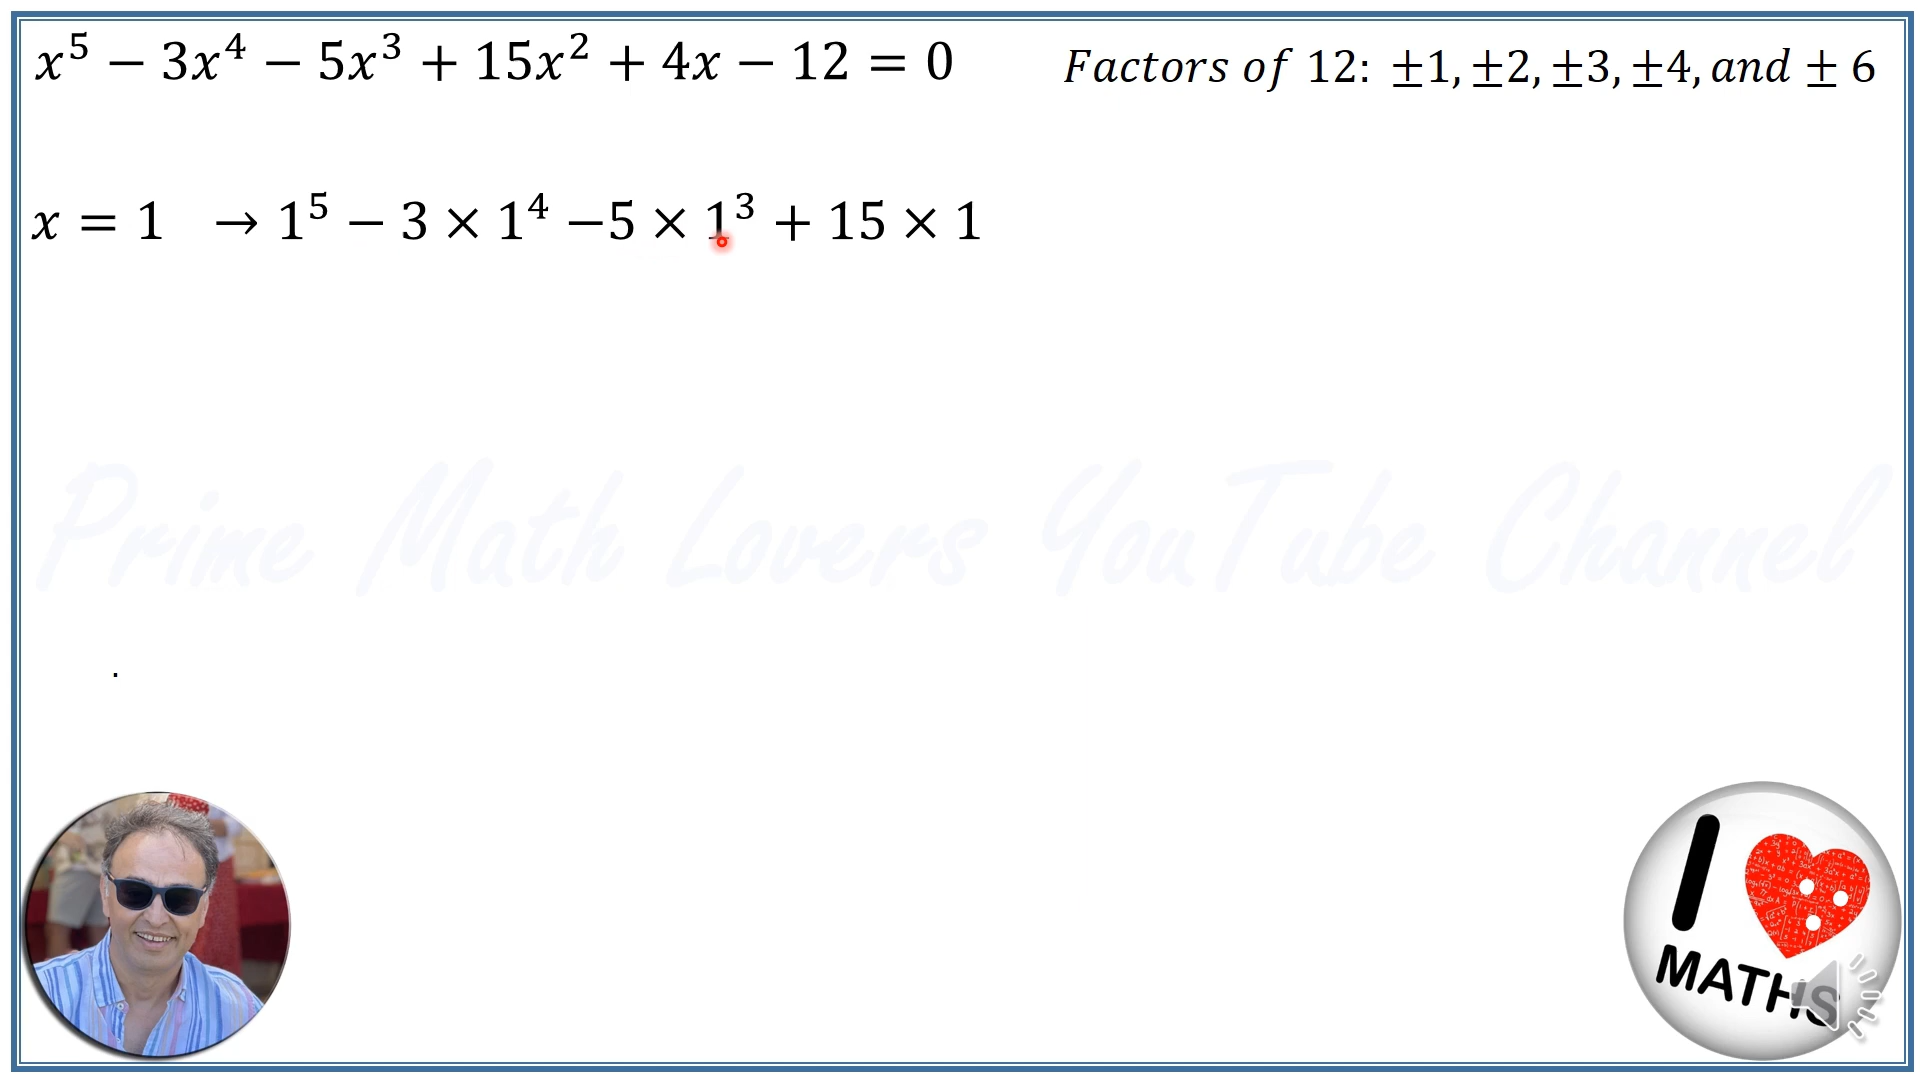 x⁵ − 3x⁴ − 5x³ + 15x² + 4x − 12 = 0
Factors of 12: ±1, ±2, ±3, ±4, and ± 6
x = 1 → 1⁵ − 3 × 1⁴ −5 × 1³ + 15 × 1
Prime Math Lovers YouTube Channel
.
I
MATHS